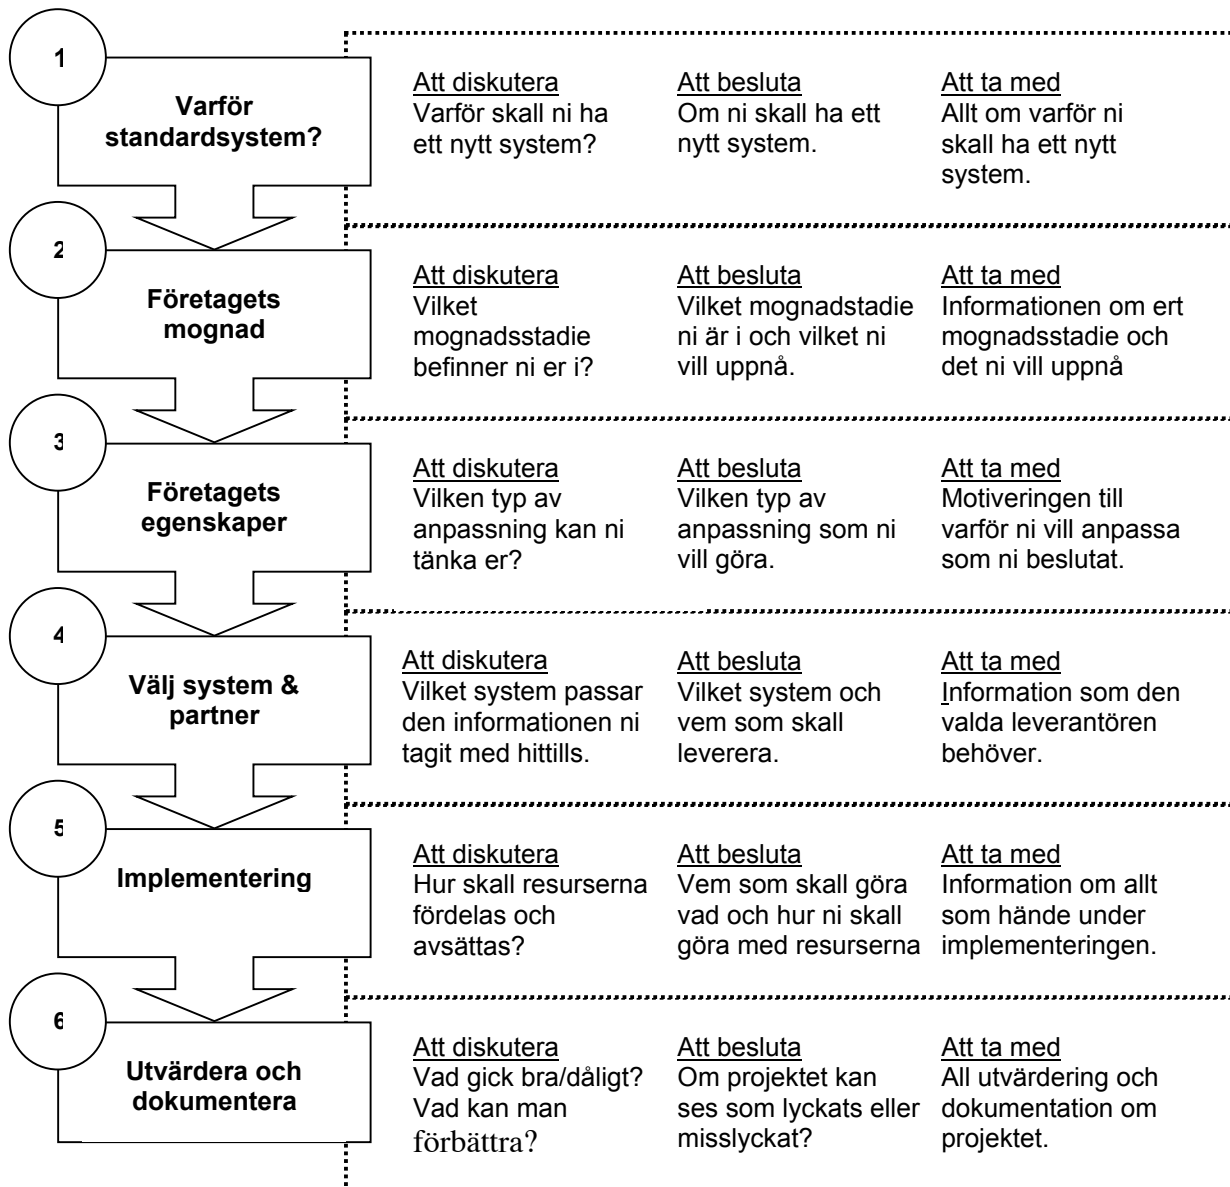 1
Varför
standardsystem?
Att diskutera
Varför skall ni ha
ett nytt system?
Att besluta
Om ni skall ha ett
nytt system.
Att ta med
Allt om varför ni
skall ha ett nytt
system.
2
Företagets
mognad
Att diskutera
Vilket
mognadsstadie
befinner ni er i?
Att besluta
Vilket mognadstadie
ni är i och vilket ni
vill uppnå.
Att ta med
Informationen om ert
mognadsstadie och
det ni vill uppnå
3
Företagets
egenskaper
Att diskutera
Vilken typ av
anpassning kan ni
tänka er?
Att besluta
Vilken typ av
anpassning som ni
vill göra.
Att ta med
Motiveringen till
varför ni vill anpassa
som ni beslutat.
4
Välj system &
partner
Att diskutera
Vilket system passar
den informationen ni
tagit med hittills.
Att besluta
Vilket system och
vem som skall
leverera.
Att ta med
Information som den
valda leverantören
behöver.
5
Implementering
Att diskutera
Hur skall resurserna
fördelas och
avsättas?
Att besluta
Vem som skall göra
vad och hur ni skall
göra med resurserna
Att ta med
Information om allt
som hände under
implementeringen.
6
Utvärdera och
dokumentera
Att diskutera
Vad gick bra/dåligt?
Vad kan man
förbättra?
Att besluta
Om projektet kan
ses som lyckats eller
misslyckat?
Att ta med
All utvärdering och
dokumentation om
projektet.